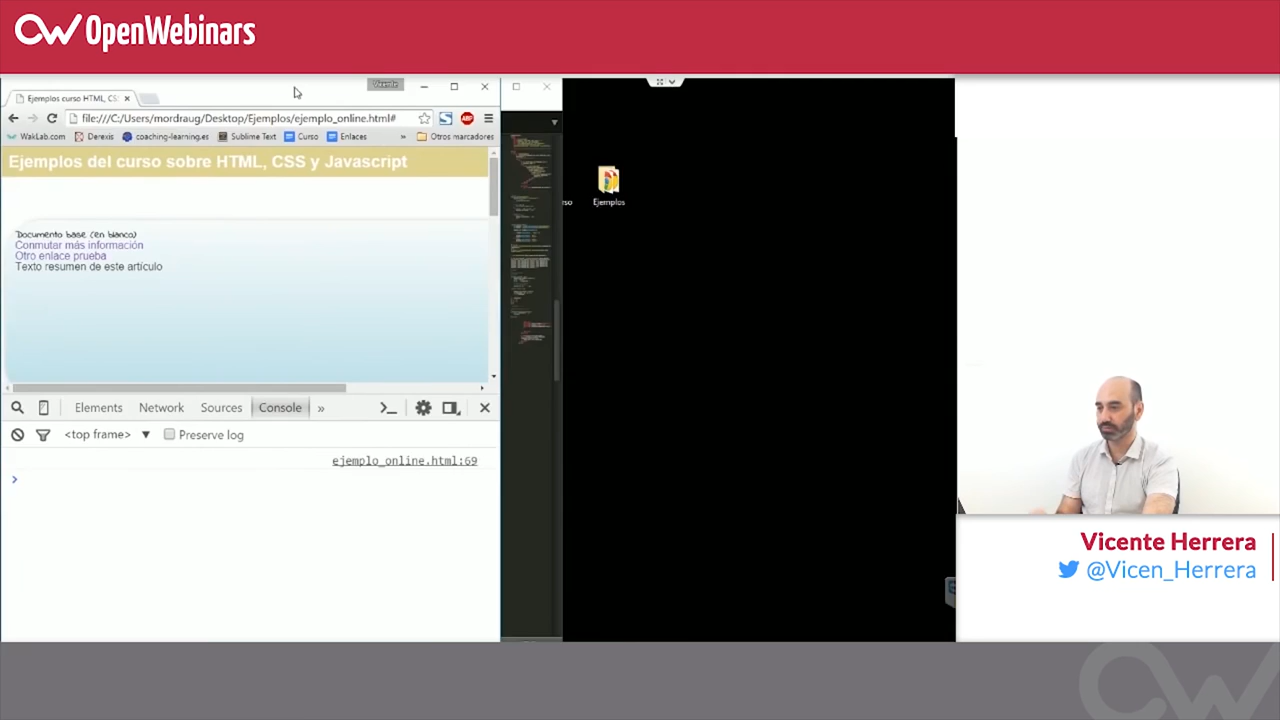 OpenWebinars
Vicente
Ejemplos curso HTML, CS
file:///C:/Users/mordraug/Desktop/Ejemplos/ejemplo_online.html#
ABP
WakLab.com Derexis coaching-learning.es Sublime Text Curso Enlaces » Otros marcadores
Ejemplos del curso sobre HTML, CSS y Javascript
Documento base (en blanco)
Conmutar más información
Otro enlace prueba
Texto resumen de este artículo
Elements Network Sources Console »
<top frame> Preserve log
ejemplo_online.html:69
Ejemplos
Vicente Herrera
@Vicen_Herrera